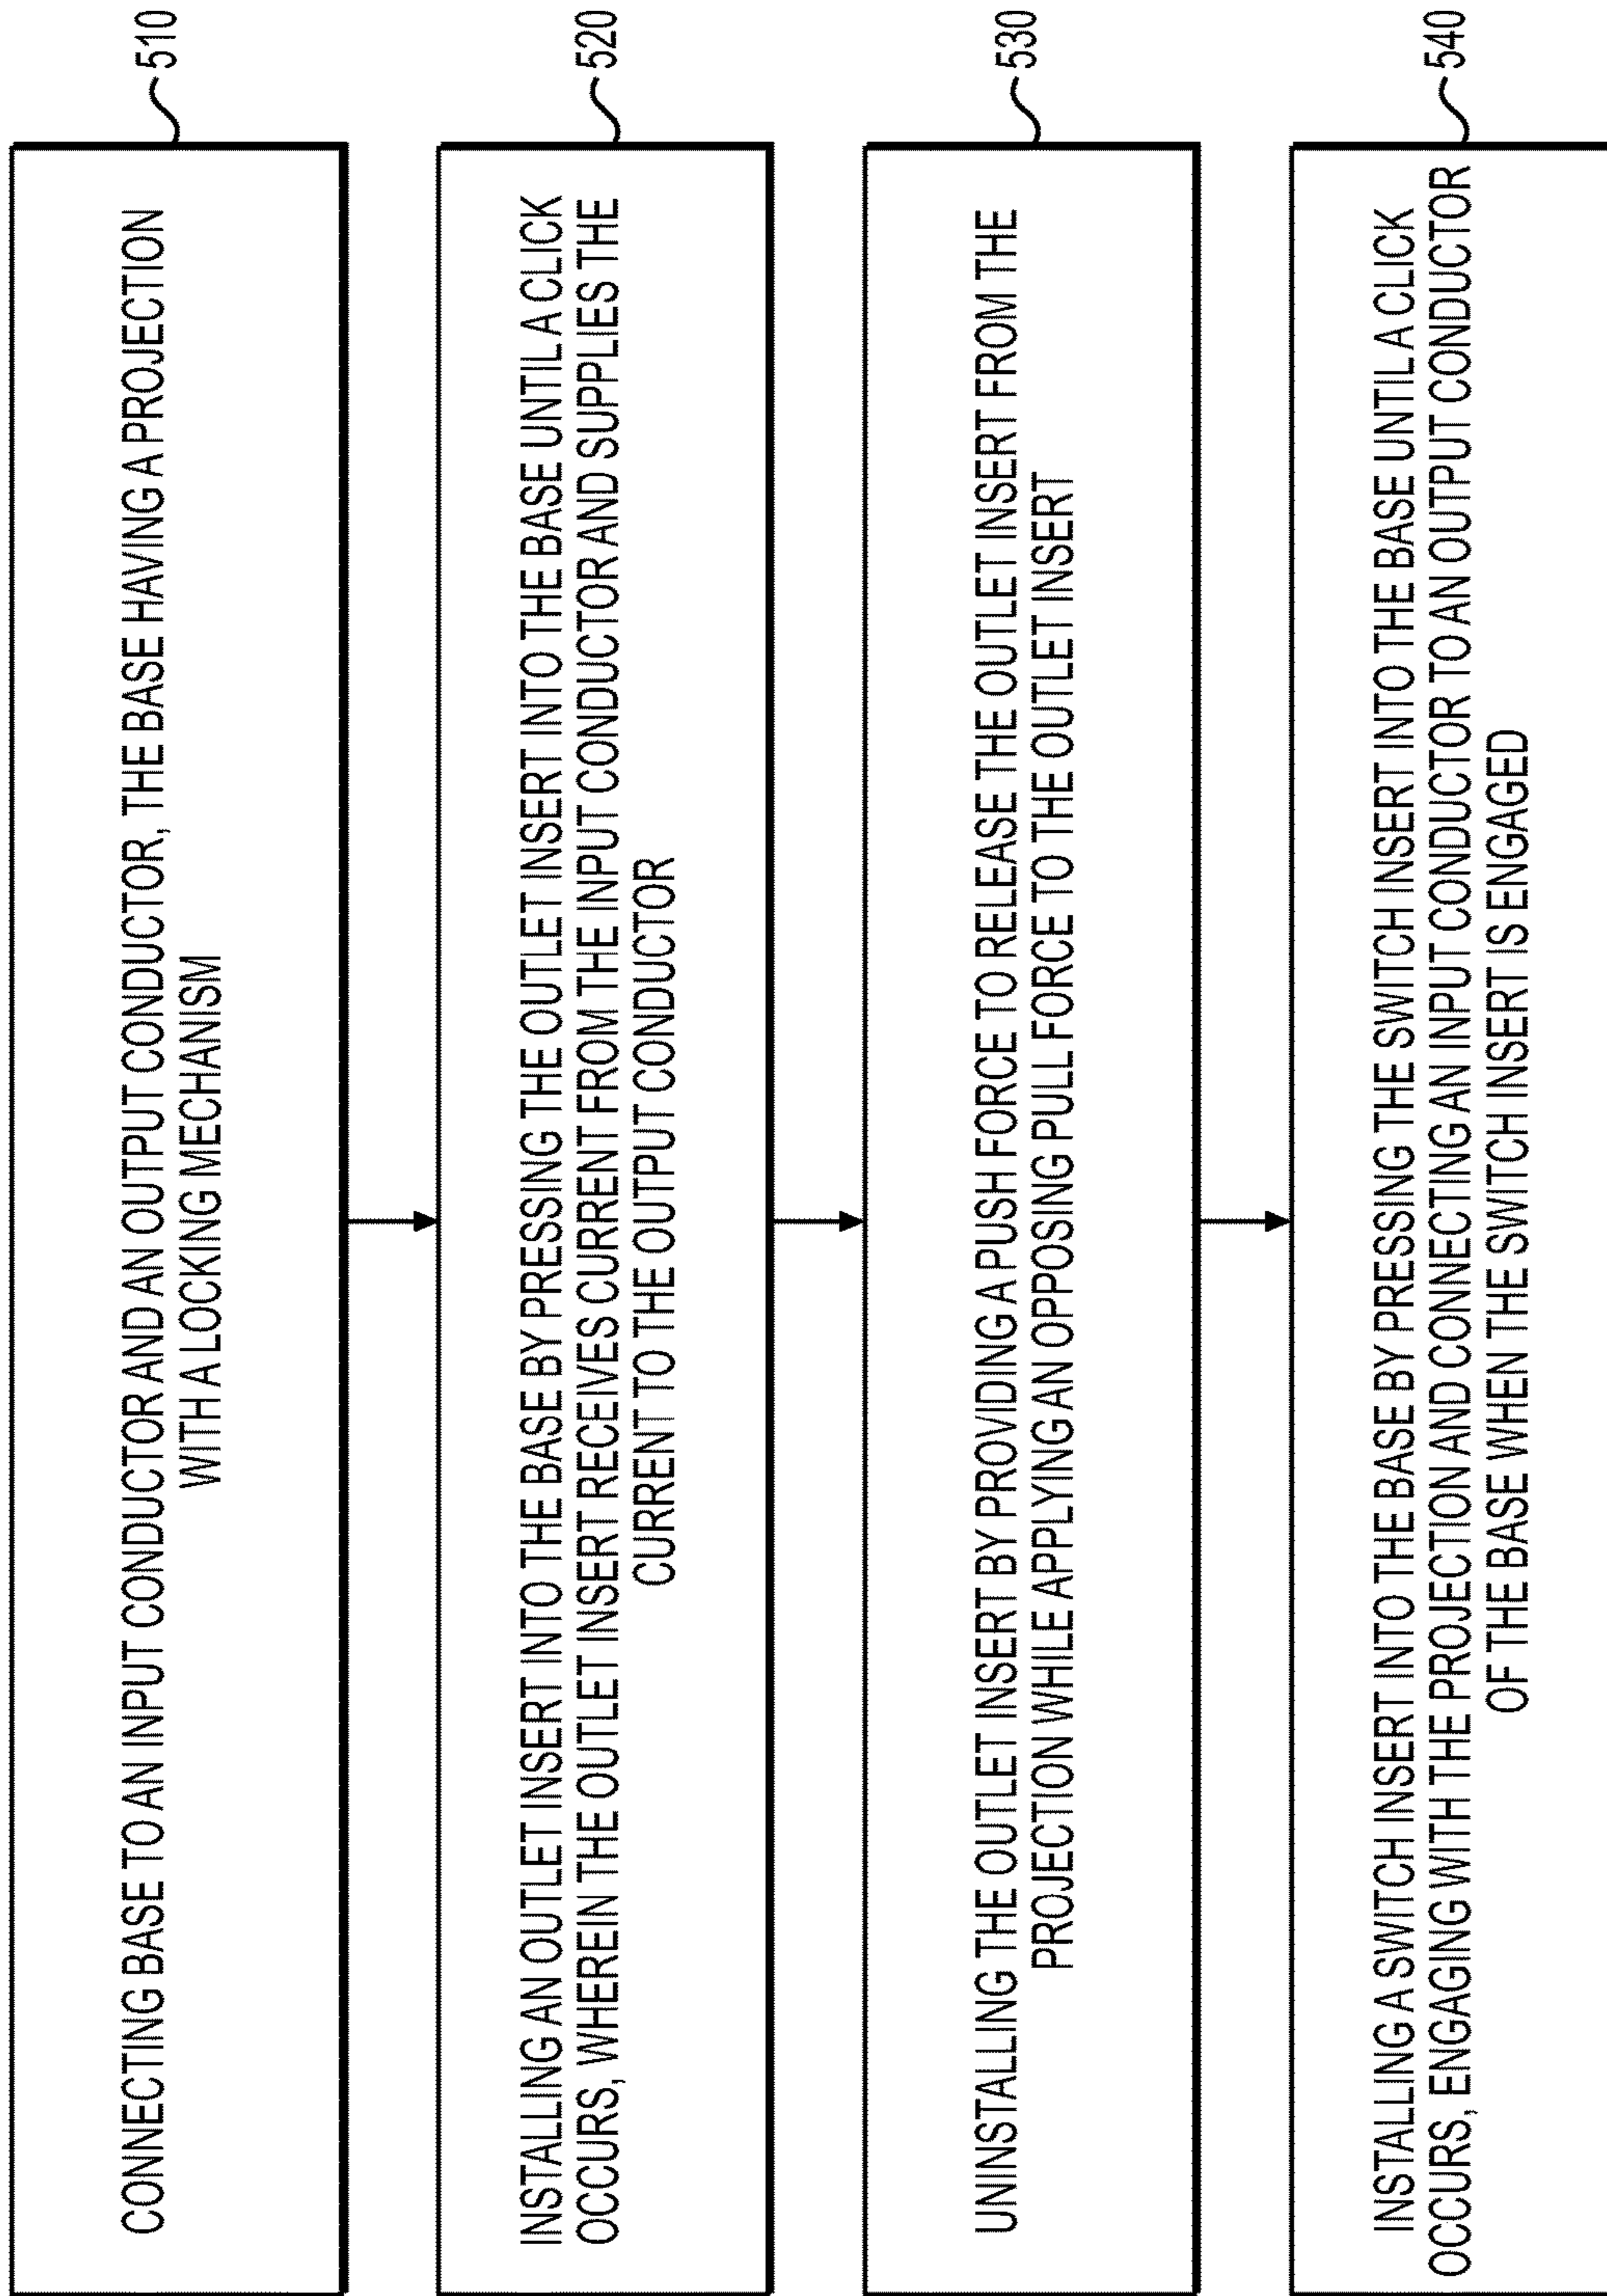 CONNECTING BASE TO AN INPUT CONDUCTOR AND AN OUTPUT CONDUCTOR, THE BASE HAVING A PROJECTION
WITH A LOCKING MECHANISM
510
INSTALLING AN OUTLET INSERT INTO THE BASE BY PRESSING THE OUTLET INSERT INTO THE BASE UNTIL A CLICK
OCCURS, WHEREIN THE OUTLET INSERT RECEIVES CURRENT FROM THE INPUT CONDUCTOR AND SUPPLIES THE
CURRENT TO THE OUTPUT CONDUCTOR
520
UNINSTALLING THE OUTLET INSERT BY PROVIDING A PUSH FORCE TO RELEASE THE OUTLET INSERT FROM THE
PROJECTION WHILE APPLYING AN OPPOSING PULL FORCE TO THE OUTLET INSERT
530
INSTALLING A SWITCH INSERT INTO THE BASE BY PRESSING THE SWITCH INSERT INTO THE BASE UNTIL A CLICK
OCCURS, ENGAGING WITH THE PROJECTION AND CONNECTING AN INPUT CONDUCTOR TO AN OUTPUT CONDUCTOR
OF THE BASE WHEN THE SWITCH INSERT IS ENGAGED
540